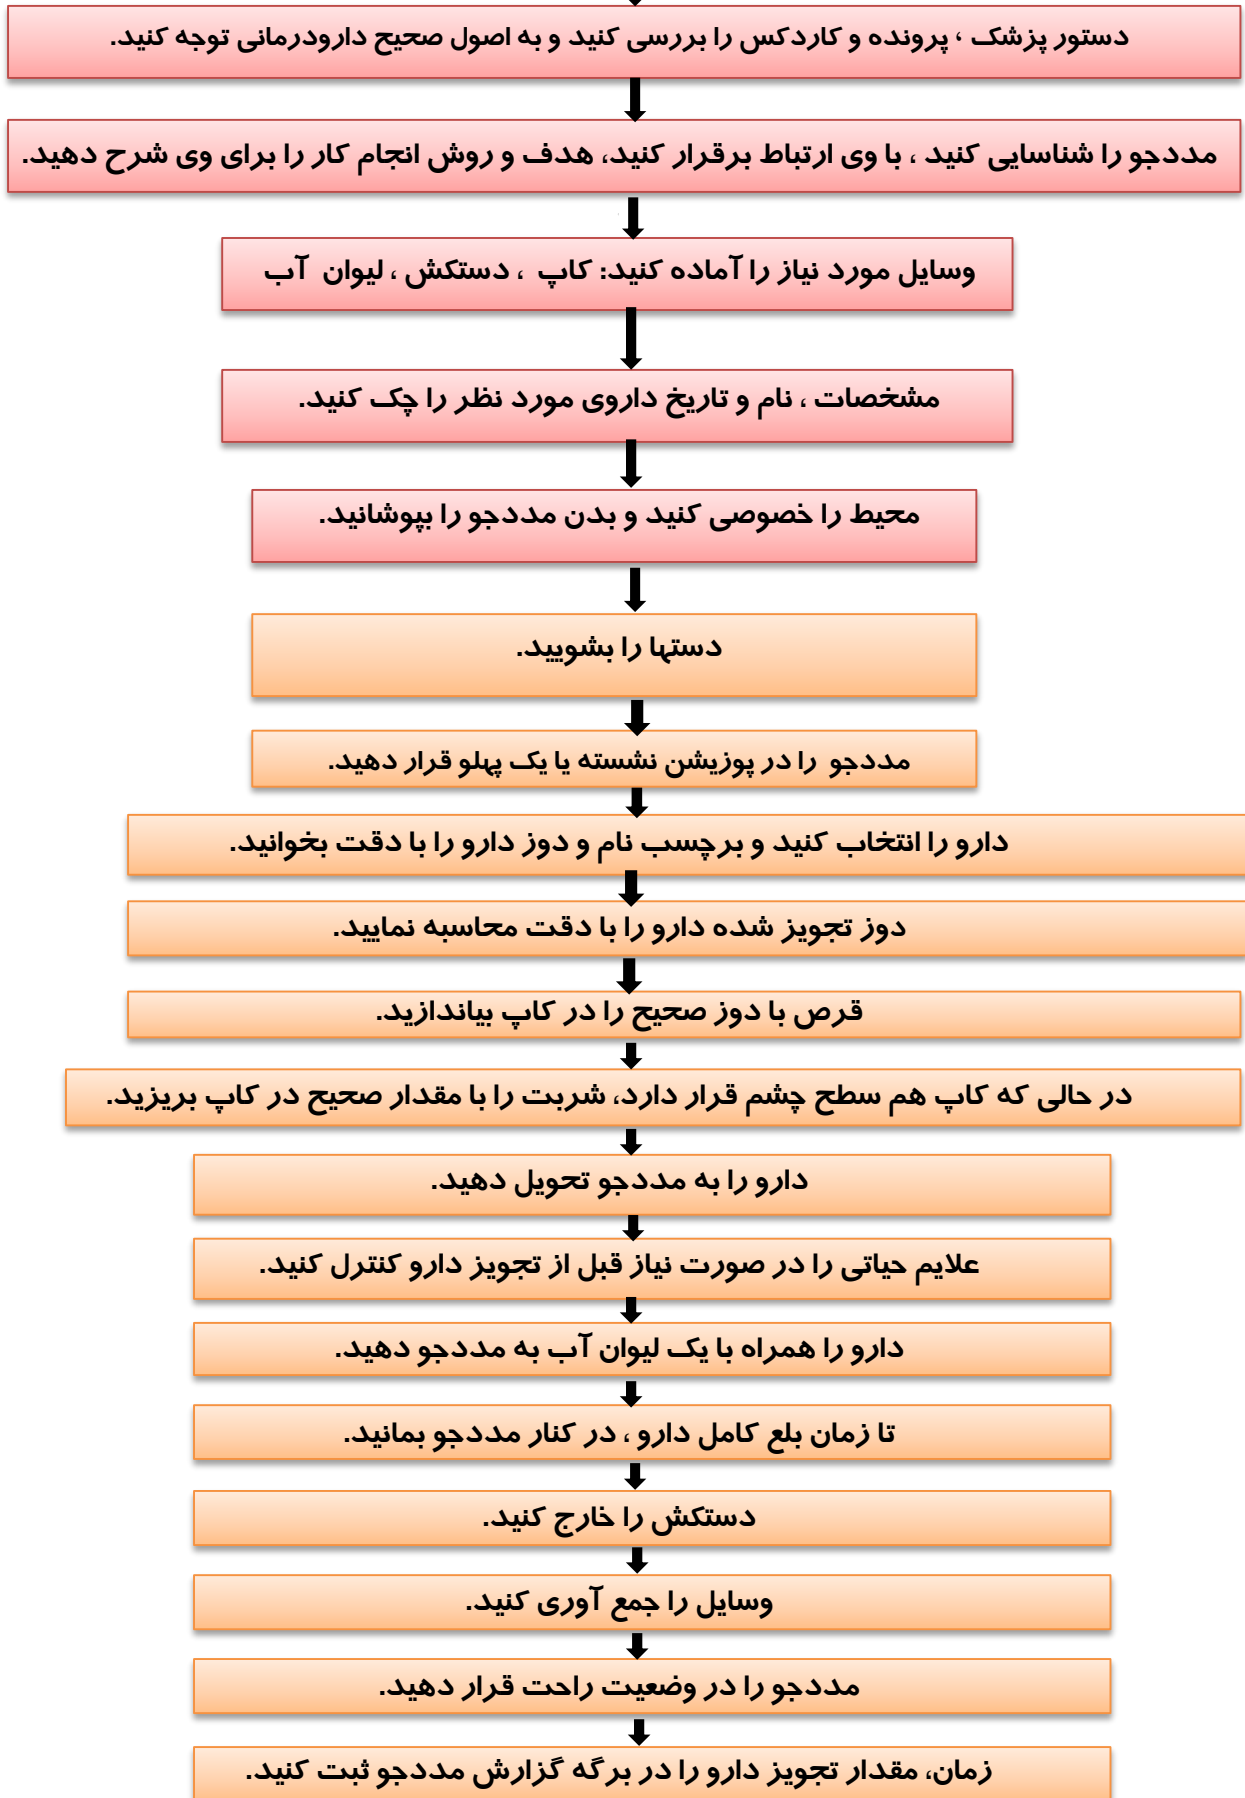 دستور پزشک ، پرونده و کاردکس را بررسی کنید و به اصول صحیح دارودرمانی توجه کنید.
مددجو را شناسایی کنید ، با وی ارتباط برقرار کنید، هدف و روش انجام کار را برای وی شرح دهید.
وسایل مورد نیاز را آماده کنید: کاپ ، دستکش ، لیوان آب
مشخصات ، نام و تاریخ داروی مورد نظر را چک کنید.
محیط را خصوصی کنید و بدن مددجو را بپوشانید.
دستها را بشویید.
مددجو را در پوزیشن نشسته یا یک پهلو قرار دهید.
دارو را انتخاب کنید و برچسب نام و دوز دارو را با دقت بخوانید.
دوز تجویز شده دارو را با دقت محاسبه نمایید.
قرص با دوز صحیح را در کاپ بیاندازید.
در حالی که کاپ هم سطح چشم قرار دارد، شربت را با مقدار صحیح در کاپ بریزید.
دارو را به مددجو تحویل دهید.
علایم حیاتی را در صورت نیاز قبل از تجویز دارو کنترل کنید.
دارو را همراه با یک لیوان آب به مددجو دهید.
تا زمان بلع کامل دارو ، در کنار مددجو بمانید.
دستکش را خارج کنید.
وسایل را جمع آوری کنید.
مددجو را در وضعیت راحت قرار دهید.
زمان، مقدار تجویز دارو را در برگه گزارش مددجو ثبت کنید.